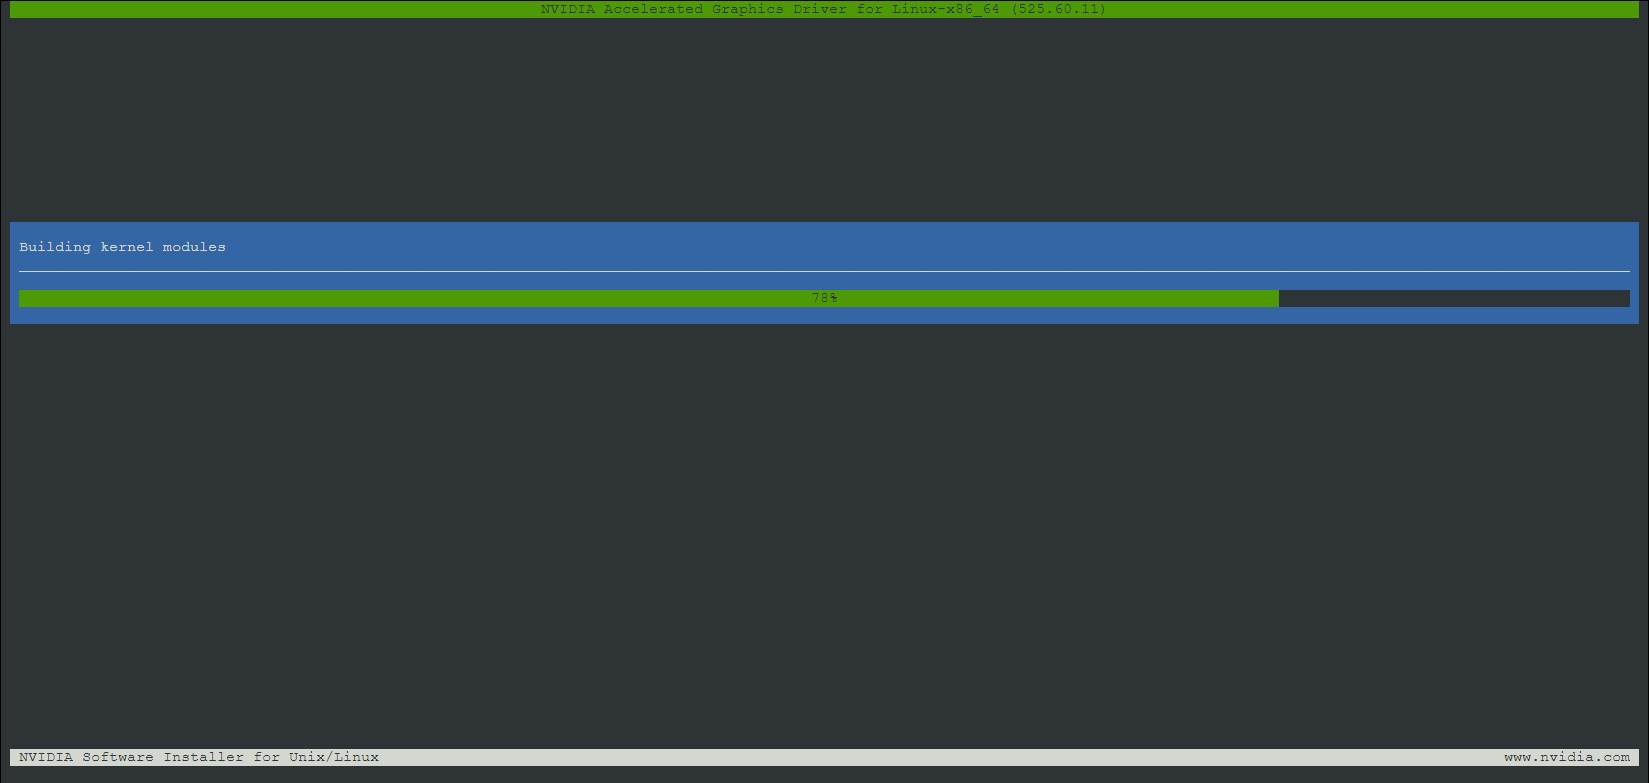 NVIDIA Accelerated Graphics Driver for Linux-x86_64 (525.60.11)
Building kernel modules
78%
NVIDIA Software Installer for Unix/Linux www.nvidia.com